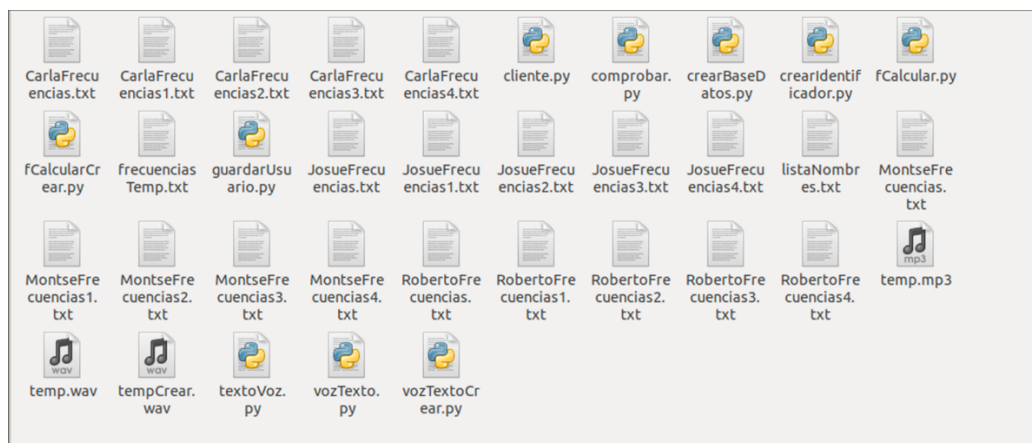 CarlaFrecu CarlaFrecu CarlaFrecu CarlaFrecu CarlaFrecu cliente.py comprobar. crearBaseD crearIdentif fCalcular.py
encias.txt encias1.txt encias2.txt encias3.txt encias4.txt py atos.py icador.py
fCalcularCr frecuencias guardarUsu JosueFrecu JosueFrecu JosueFrecu JosueFrecu JosueFrecu listaNombr MontseFre
ear.py Temp.txt ario.py encias.txt encias1.txt encias2.txt encias3.txt encias4.txt es.txt cuencias.
txt
mp3
MontseFre MontseFre MontseFre MontseFre RobertoFre RobertoFre RobertoFre RobertoFre RobertoFre temp.mp3
cuencias1. cuencias2. cuencias3. cuencias4. cuencias. cuencias1. cuencias2. cuencias3. cuencias4.
txt txt txt txt txt txt txt txt txt
wav wav
temp.wav tempCrear. textoVoz. vozTexto. vozTextoCr
wav py py ear.py